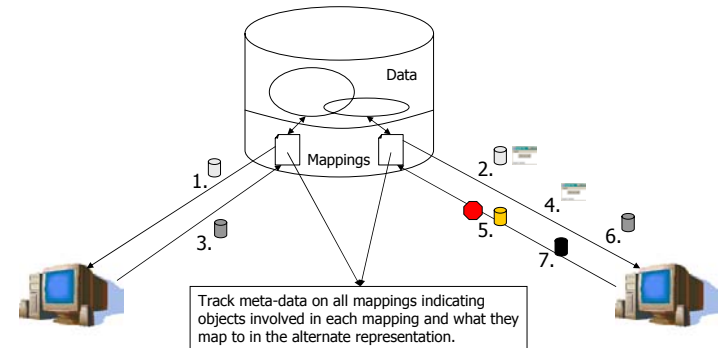 Data
Mappings
1.
2.
3.
4.
5.
6.
7.
Track meta-data on all mappings indicating
objects involved in each mapping and what they
map to in the alternate representation.